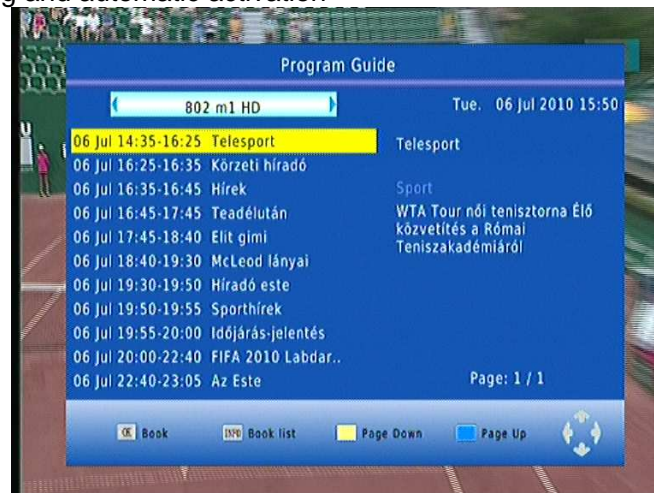 g and automatic activation
Program Guide
802 m1 HD
Tue. 06 Jul 2010 15:50
06 Jul 14:35-16:25 Telesport
06 Jul 16:25-16:35 Körzeti híradó
06 Jul 16:35-16:45 Hírek
06 Jul 16:45-17:45 Teadélután
06 Jul 17:45-18:40 Elit gimi
06 Jul 18:40-19:30 McLeod lányai
06 Jul 19:30-19:50 Híradó este
06 Jul 19:50-19:55 Sporthírek
06 Jul 19:55-20:00 Időjárás-jelentés
06 Jul 20:00-22:40 FIFA 2010 Labdar..
06 Jul 22:40-23:05 Az Este
Telesport
Sport
WTA Tour női tenisztorna Élő
közvetítés a Római
Teniszakadémiáról
Page: 1 / 1
OK Book INFO Book list Page Down Page Up